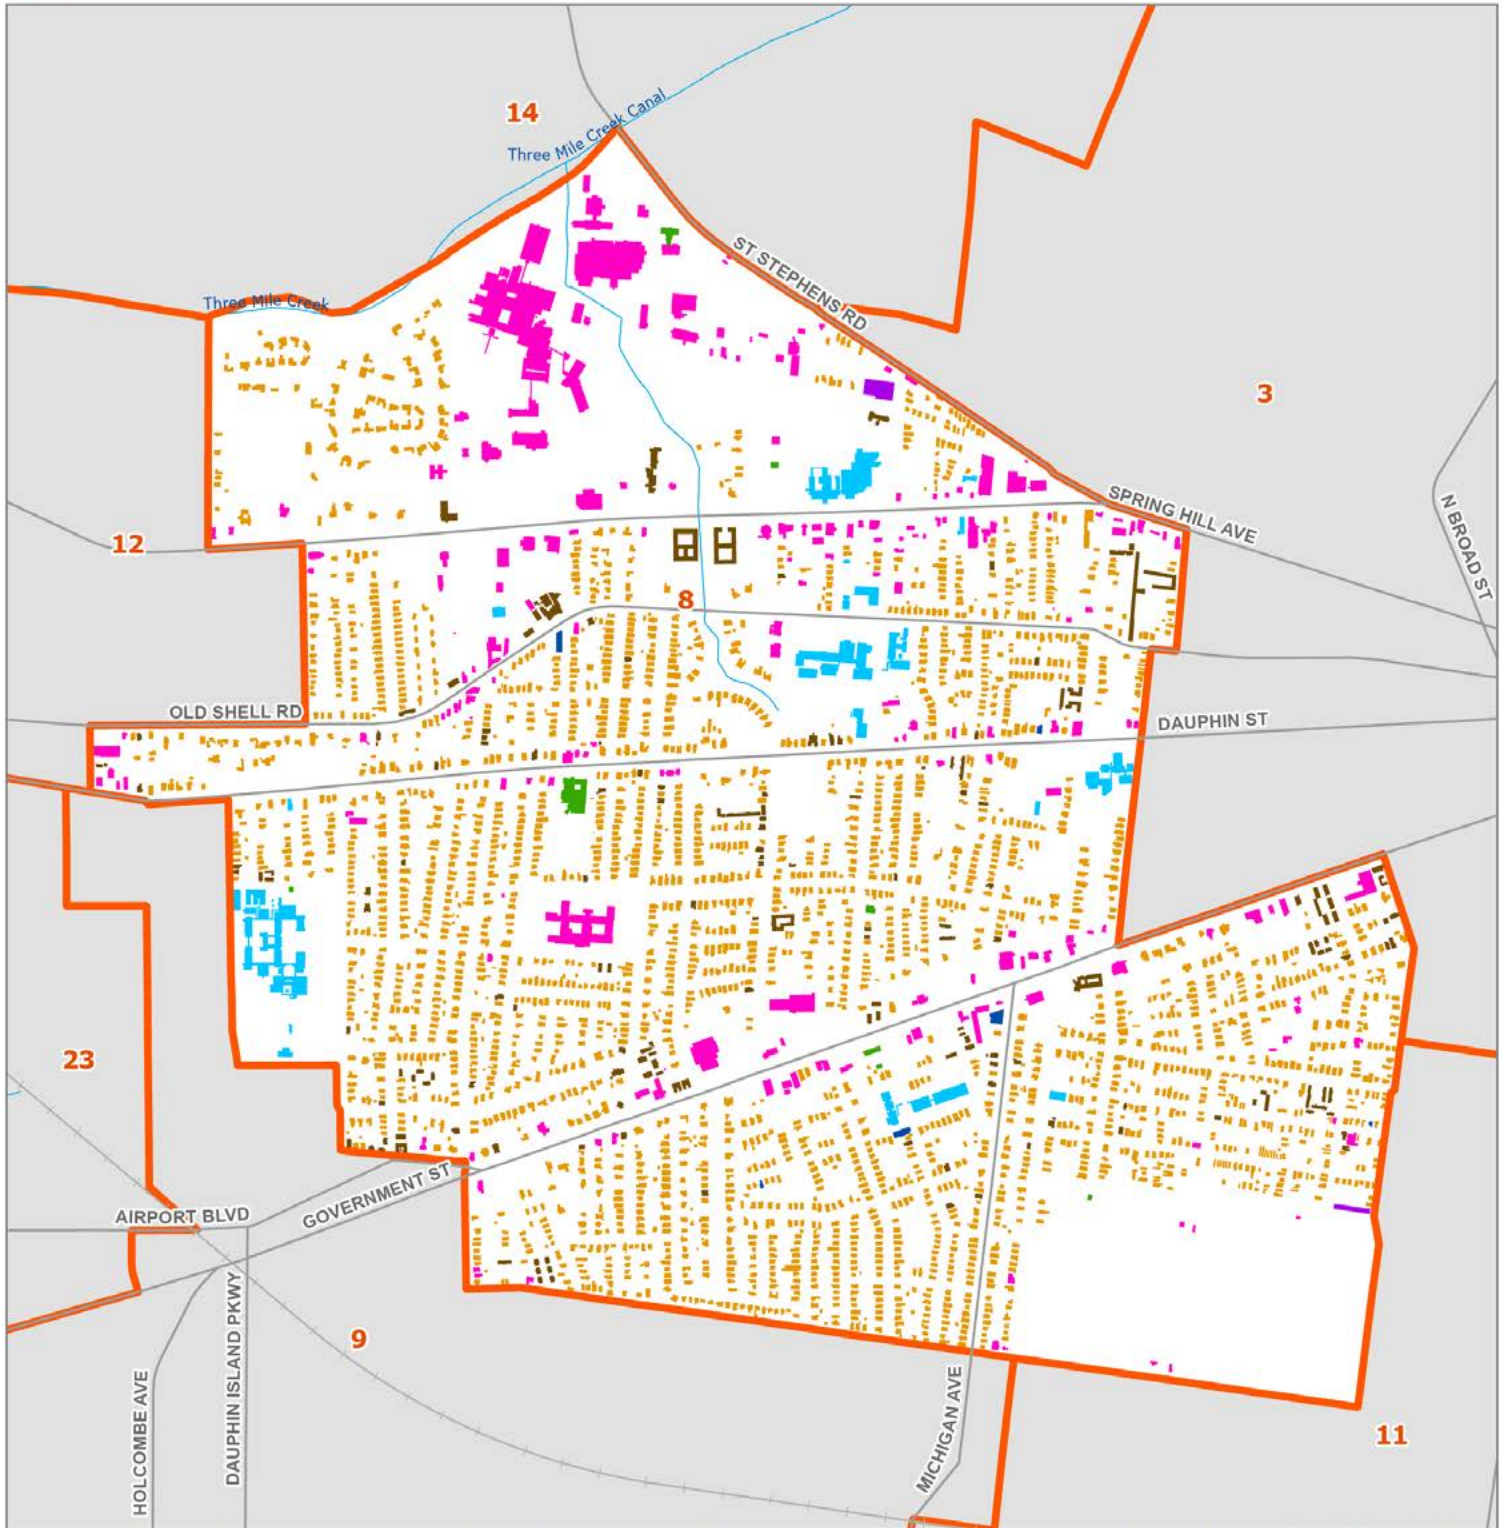 14
Three Mile Creek Canal
ST STEPHENS RD
Three Mile Creek
3
SPRING HILL AVE
N BROAD ST
12
8
OLD SHELL RD
DAUPHIN ST
23
AIRPORT BLVD
GOVERNMENT ST
9
HOLCOMBE AVE
DAUPHIN ISLAND PKWY
MICHIGAN AVE
11